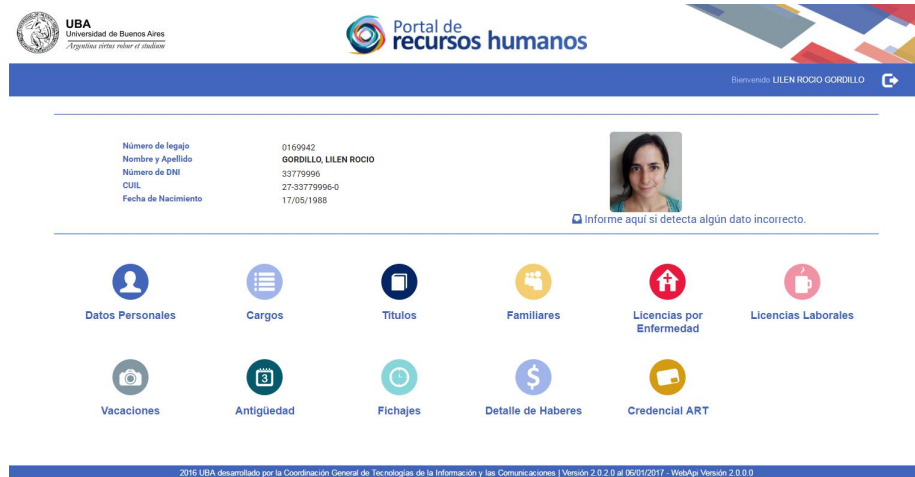 UBA
Universidad de Buenos Aires
Argentina virtus robur et studium
Portal de
recursos humanos
Bienvenido LILEN ROCIO GORDILLO
Número de legajo 0169942
Nombre y Apellido GORDILLO, LILEN ROCIO
Número de DNI 33779996
CUIL 27-33779996-0
Fecha de Nacimiento 17/05/1988
Informe aquí si detecta algún dato incorrecto.
Datos Personales
Cargos
Titulos
Familiares
Licencias por
Enfermedad
Licencias Laborales
3
Vacaciones
Antigüedad
Fichajes
Detalle de Haberes
Credencial ART
2016 UBA desarrollado por la Coordinación General de Tecnologías de la Información y las Comunicaciones | Versión 2.0.2.0 al 06/01/2017 - WebApi Versión 2.0.0.0